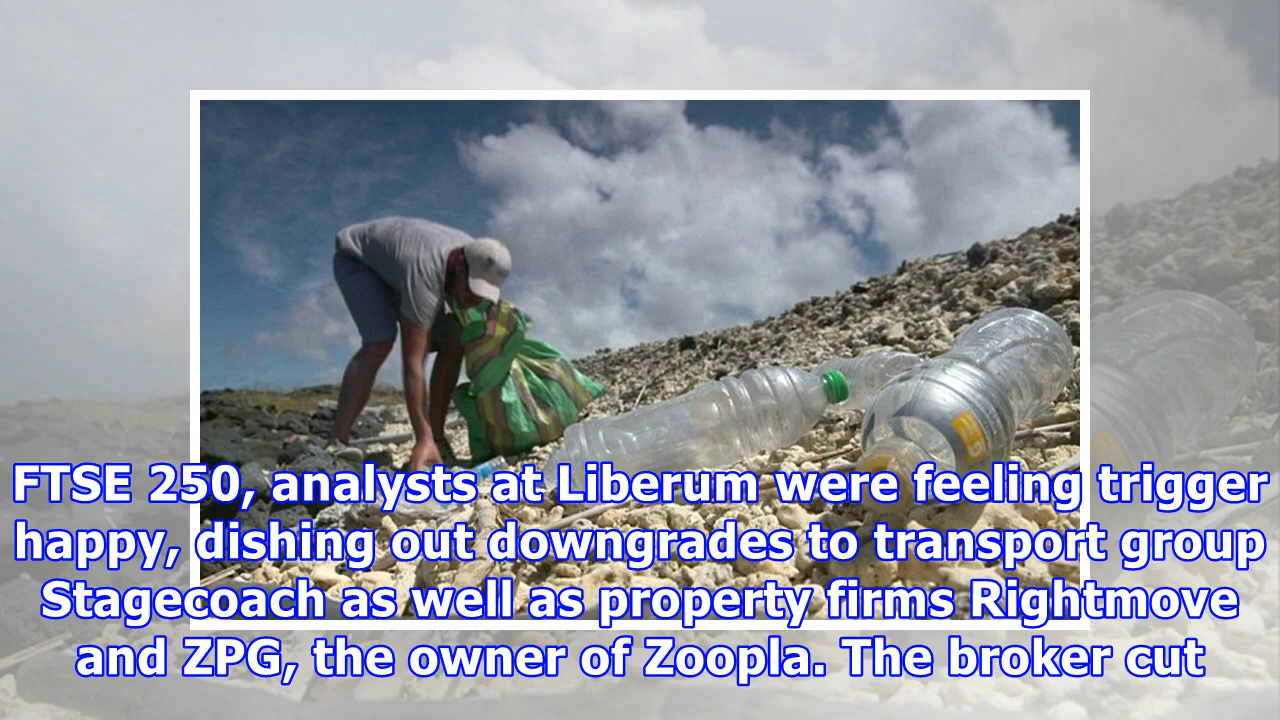 FTSE 250, analysts at Liberum were feeling trigger
happy, dishing out downgrades to transport group
Stagecoach as well as property firms Rightmove
and ZPG, the owner of Zoopla. The broker cut